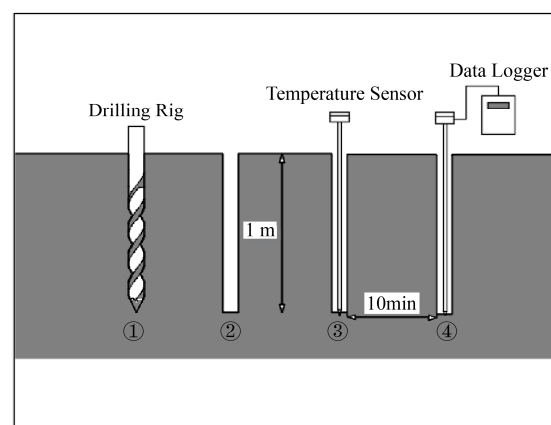 Data Logger
Temperature Sensor
Drilling Rig
1 m
10min
① ② ③ ④